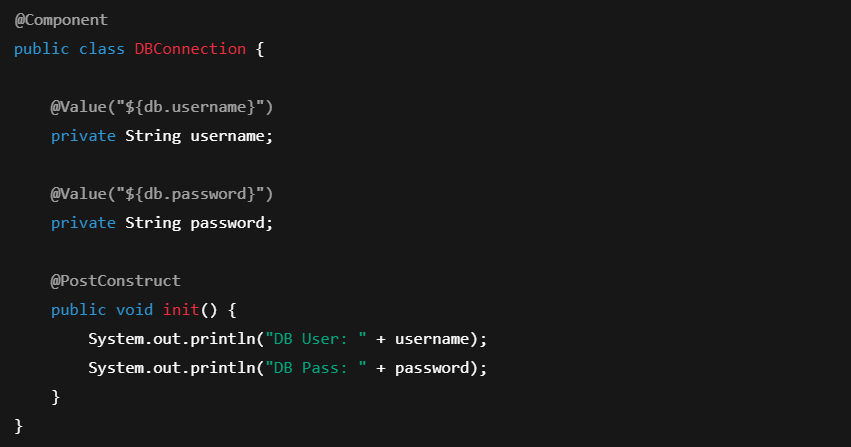 @Component
public class DBConnection {
@Value("${db.username}")
private String username;
@Value("${db.password}")
private String password;
@PostConstruct
public void init() {
System.out.println("DB User: " + username);
System.out.println("DB Pass: " + password);
}
}